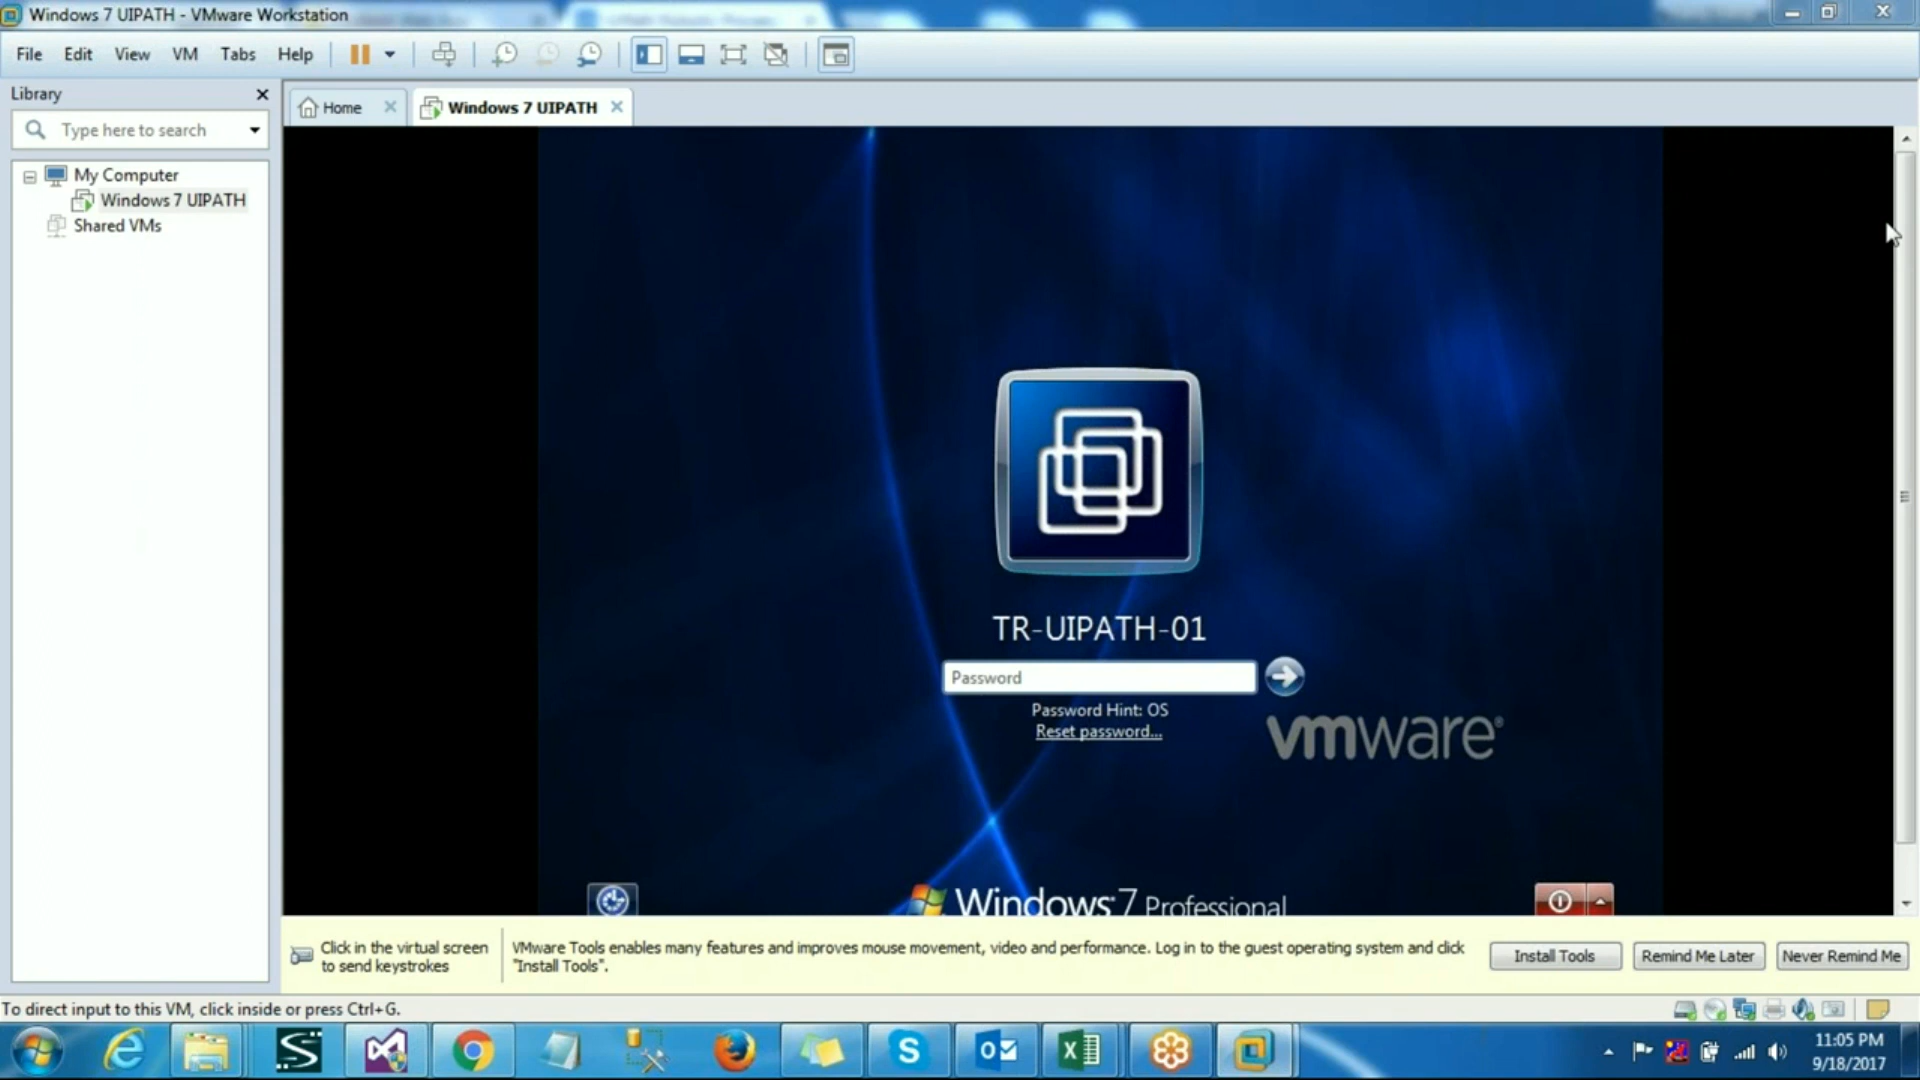 Windows 7 UIPATH - VMware Workstation
File Edit View VM Tabs Help
Library
Type here to search
My Computer
Windows 7 UIPATH
Shared VMs
Home
Windows 7 UIPATH
TR-UIPATH-01
Password
Password Hint: OS
Reset password...
vmware®
Windows 7 Professional
Click in the virtual screen
to send keystrokes
VMware Tools enables many features and improves mouse movement, video and performance. Log in to the guest operating system and click
"Install Tools".
Install Tools
Remind Me Later
Never Remind Me
To direct input to this VM, click inside or press Ctrl+G.
11:05 PM
9/18/2017